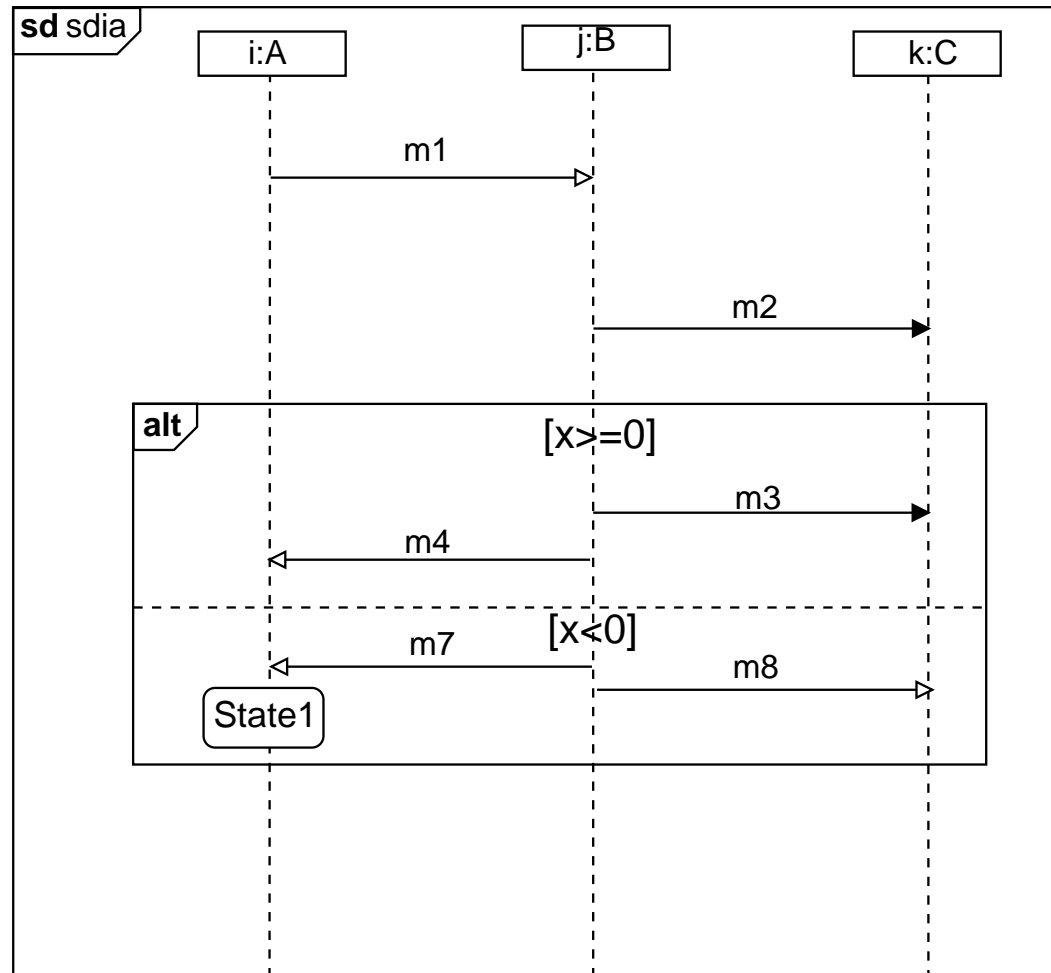 sd sdia
i:A
j:B
k:C
m1
m2
alt
[x>=0]
m3
m4
[x<0]
m7
m8
State1